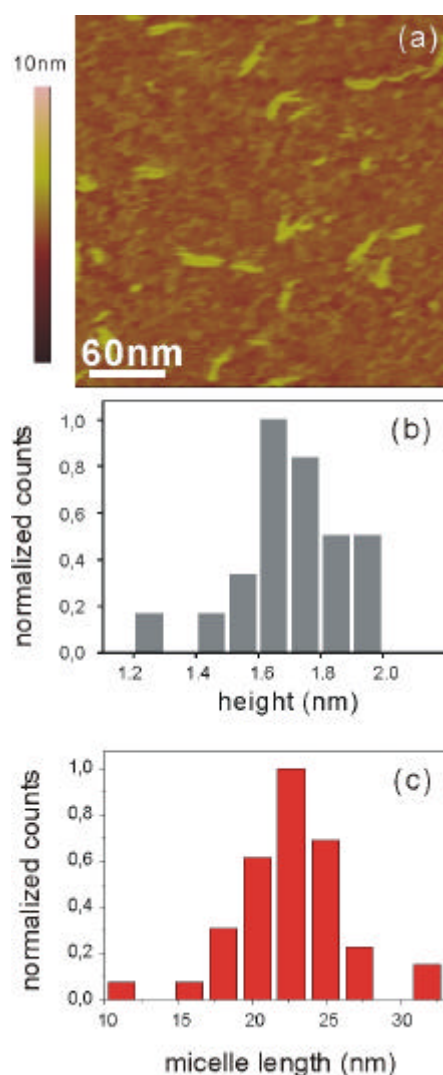 (a)
10nm
60nm
(b)
normalized counts
1,0
0,8
0,6
0,4
0,2
0,0
1.2 1.4 1.6 1.8 2.0
height (nm)
(c)
normalized counts
1,0
0,8
0,6
0,4
0,2
0,0
10 15 20 25 30
micelle length (nm)